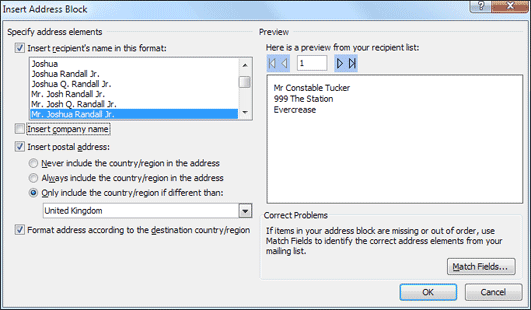 Insert Address Block
Specify address elements
Insert recipient's name in this format:
Joshua
Joshua Randall Jr.
Joshua Q. Randall Jr.
Mr. Josh Randall Jr.
Mr. Josh Q. Randall Jr.
Mr. Joshua Randall Jr.
Insert company name
Insert postal address:
Never include the country/region in the address
Always include the country/region in the address
Only include the country/region if different than:
United Kingdom
Format address according to the destination country/region
Preview
Here is a preview from your recipient list:
1
Mr Constable Tucker
999 The Station
Evercrease
Correct Problems
If items in your address block are missing or out of order, use
Match Fields to identify the correct address elements from your
mailing list.
Match Fields...
OK
Cancel